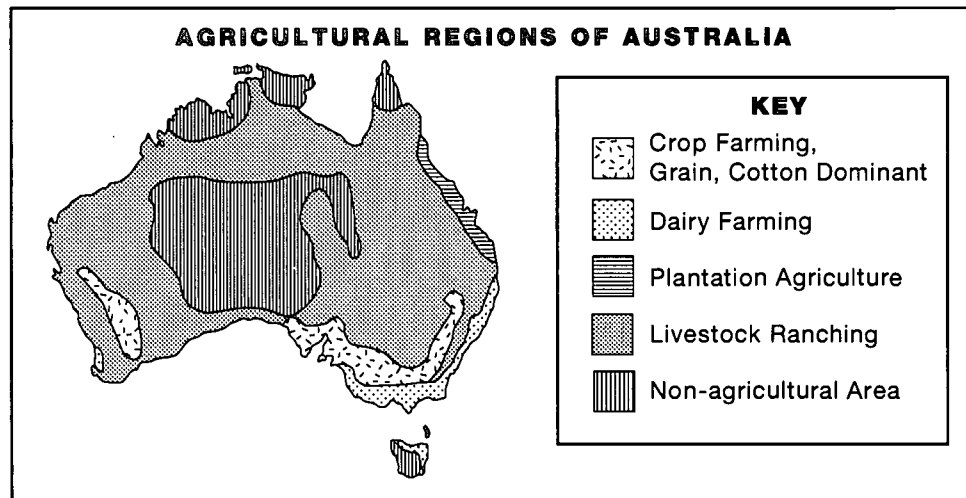 AGRICULTURAL REGIONS OF AUSTRALIA
KEY
Crop Farming,
Grain, Cotton Dominant
Dairy Farming
Plantation Agriculture
Livestock Ranching
Non-agricultural Area